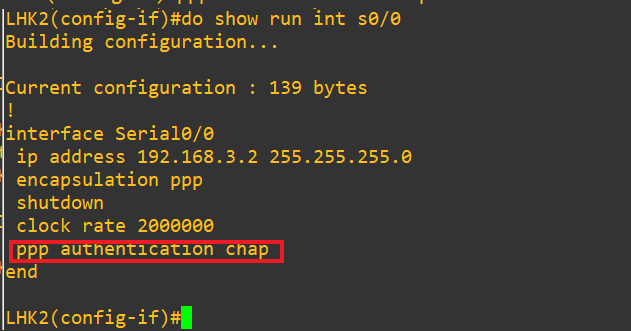 LHK2(config-if)#do show run int s0/0
Building configuration...
Current configuration : 139 bytes
!
interface Serial0/0
ip address 192.168.3.2 255.255.255.0
encapsulation ppp
shutdown
clock rate 2000000
ppp authentication chap
end
LHK2(config-if)#